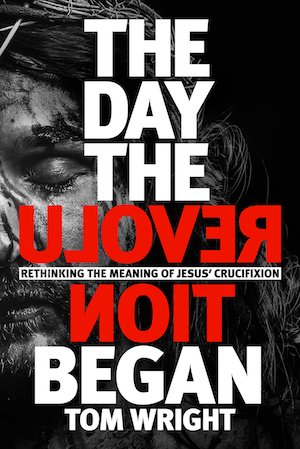 THE
DAY
THE
REVOLU
RETHINKING THE MEANING OF JESUS' CRUCIFIXION
TION
BEGAN
TOM WRIGHT